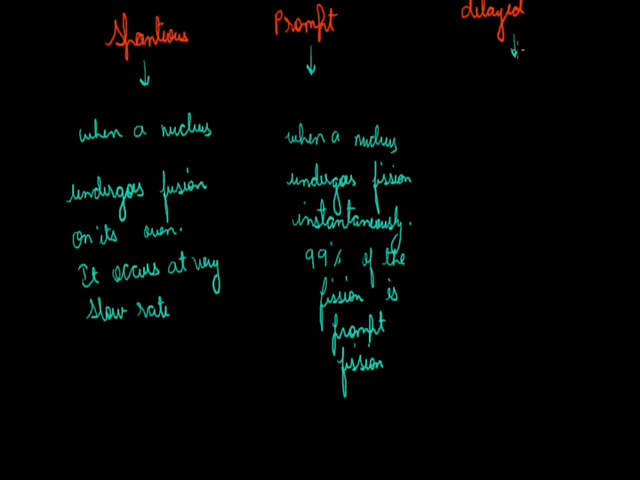 Spantious
Prompt
delayed
when a nucleus
undergoes fusion
on its own.
It occurs at very
slow rate
when a nucleus
undergoes fission
instantaneously.
99% of the
fission is
prompt
fission